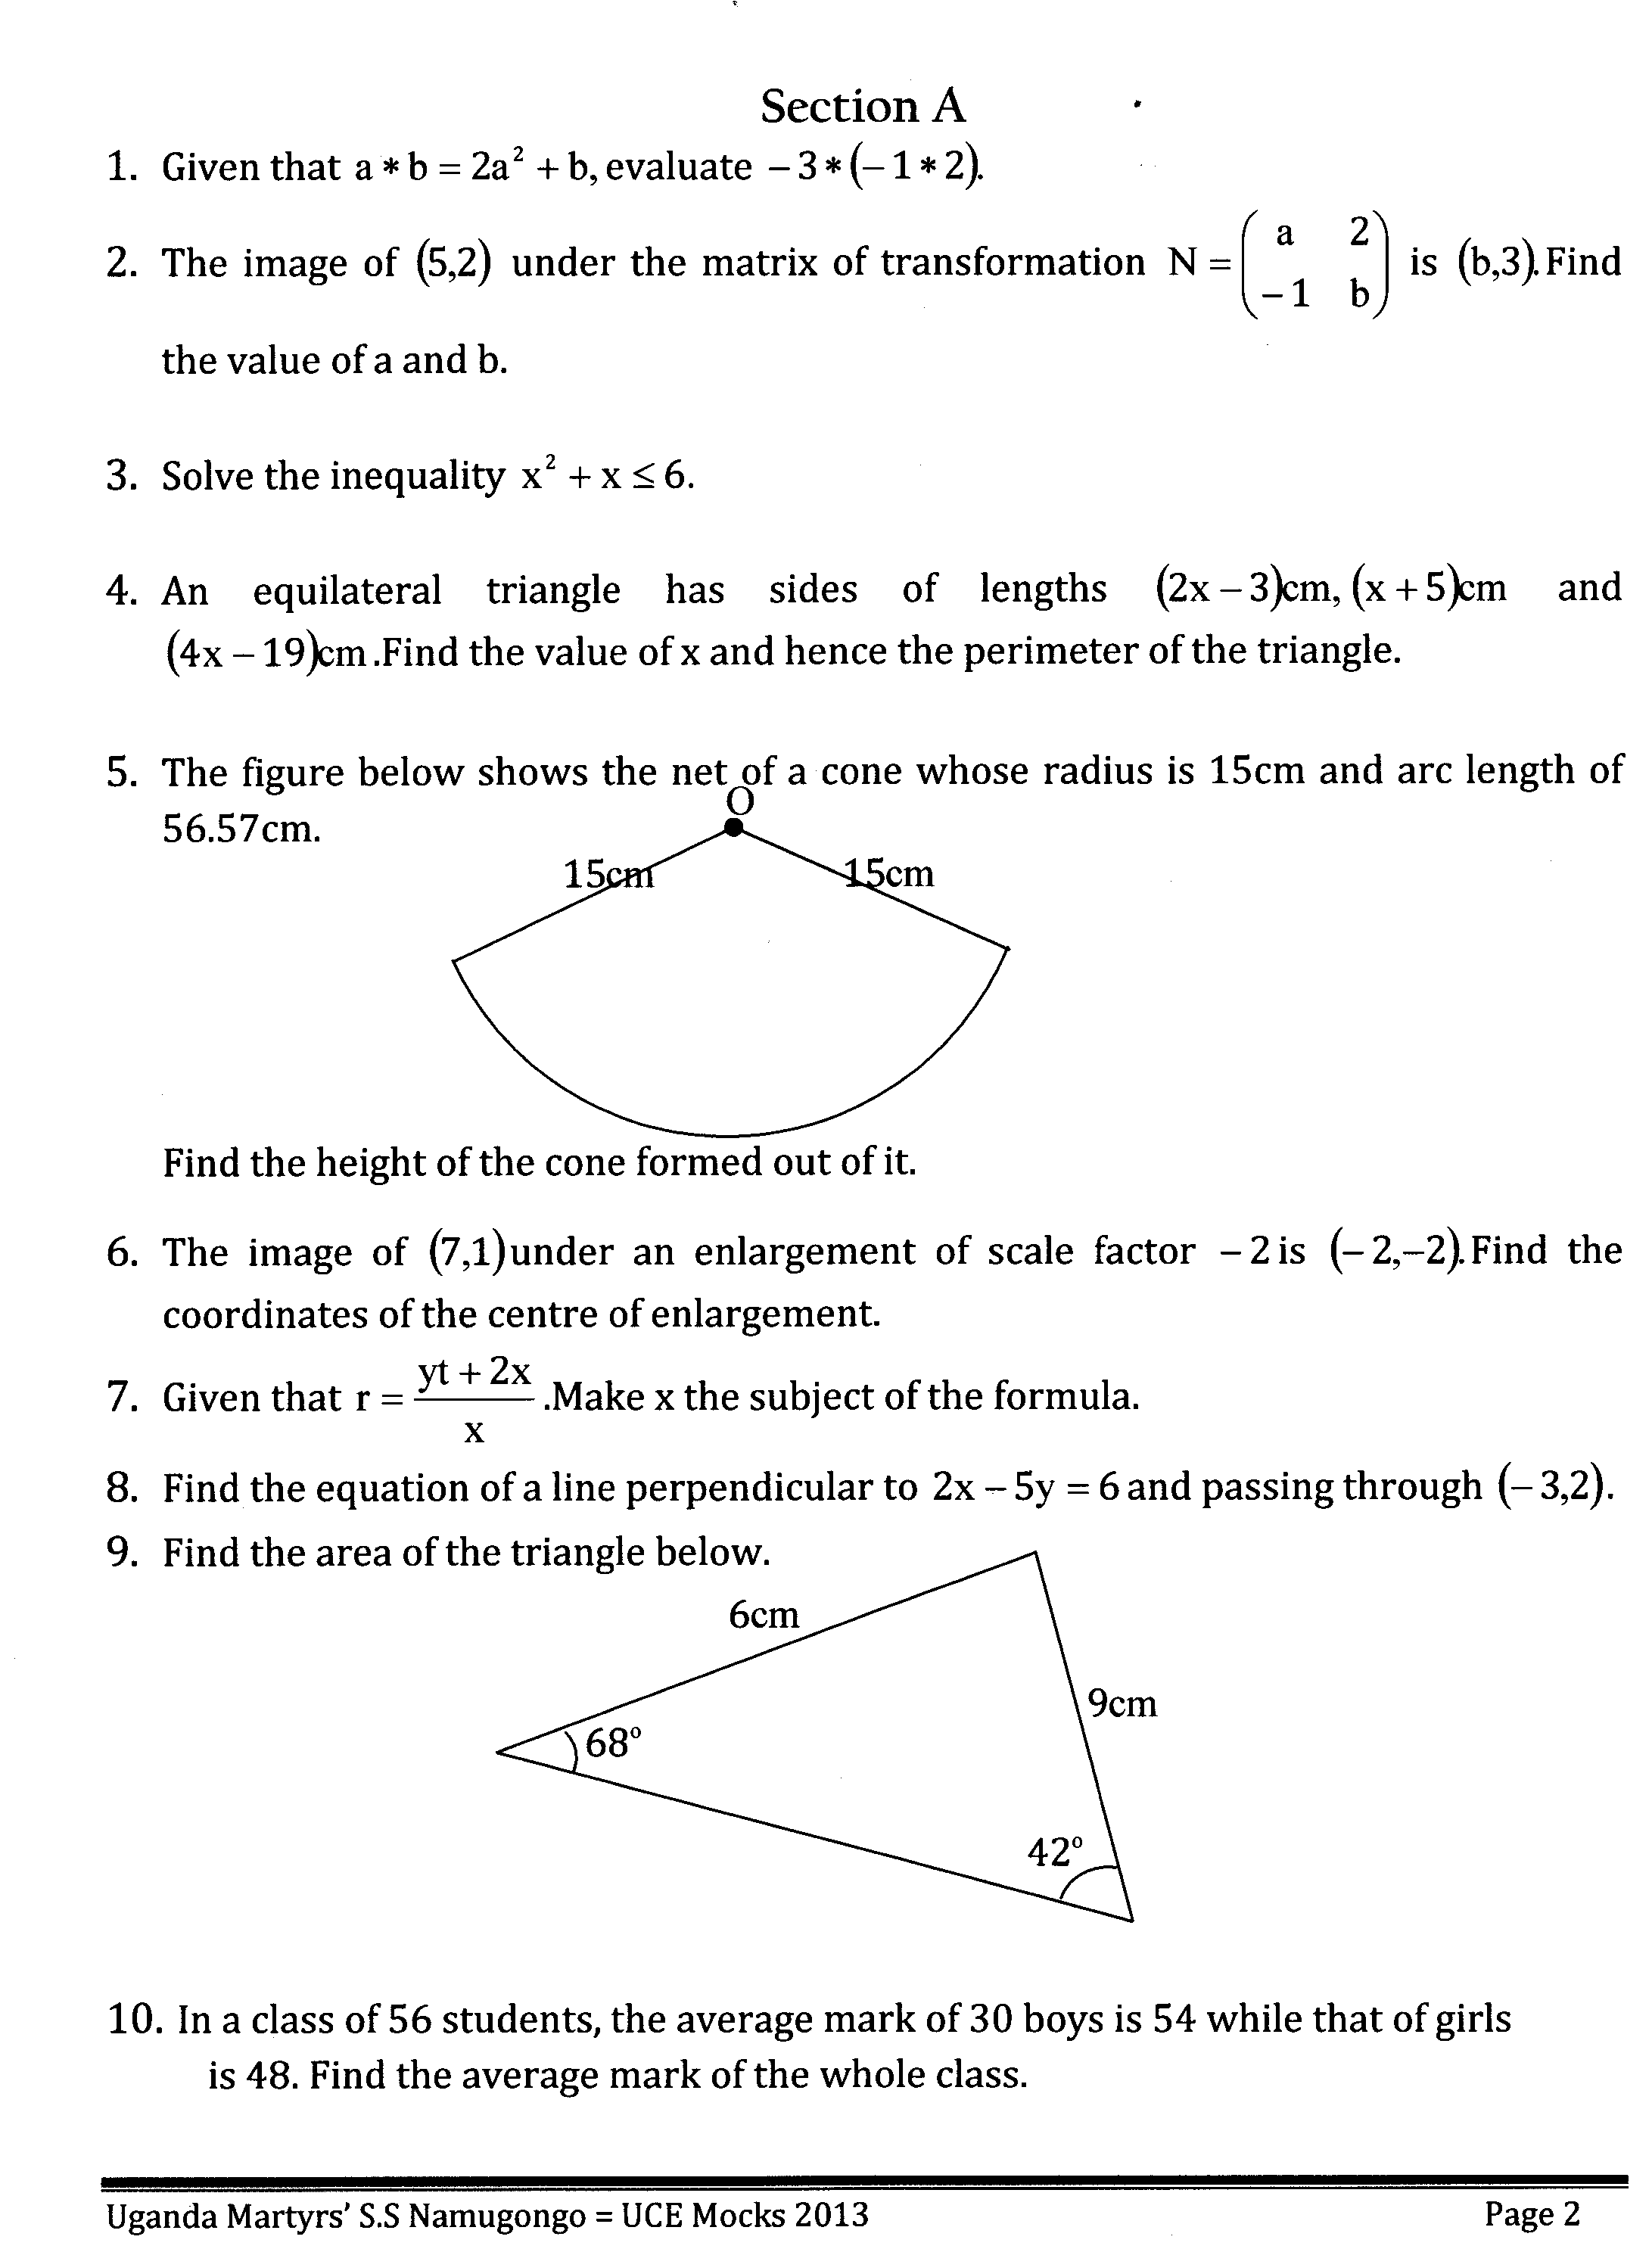 Section A
1. Given that a * b = 2a² + b, evaluate – 3 * (– 1 * 2).
2. The image of (5,2) under the matrix of transformation N = ( a 2 ; – 1 b ) is (b,3). Find
the value of a and b.
3. Solve the inequality x² + x ≤ 6.
4. An equilateral triangle has sides of lengths (2x – 3)cm, (x + 5)cm and
(4x – 19)cm .Find the value of x and hence the perimeter of the triangle.
5. The figure below shows the net of a cone whose radius is 15cm and arc length of
56.57cm.
O
15cm 15cm
Find the height of the cone formed out of it.
6. The image of (7,1) under an enlargement of scale factor – 2 is (– 2,–2). Find the
coordinates of the centre of enlargement.
7. Given that r = (yt + 2x)/x .Make x the subject of the formula.
8. Find the equation of a line perpendicular to 2x – 5y = 6 and passing through (– 3,2).
9. Find the area of the triangle below.
6cm
9cm
68°
42°
10. In a class of 56 students, the average mark of 30 boys is 54 while that of girls
is 48. Find the average mark of the whole class.
Uganda Martyrs' S.S Namugongo = UCE Mocks 2013 Page 2